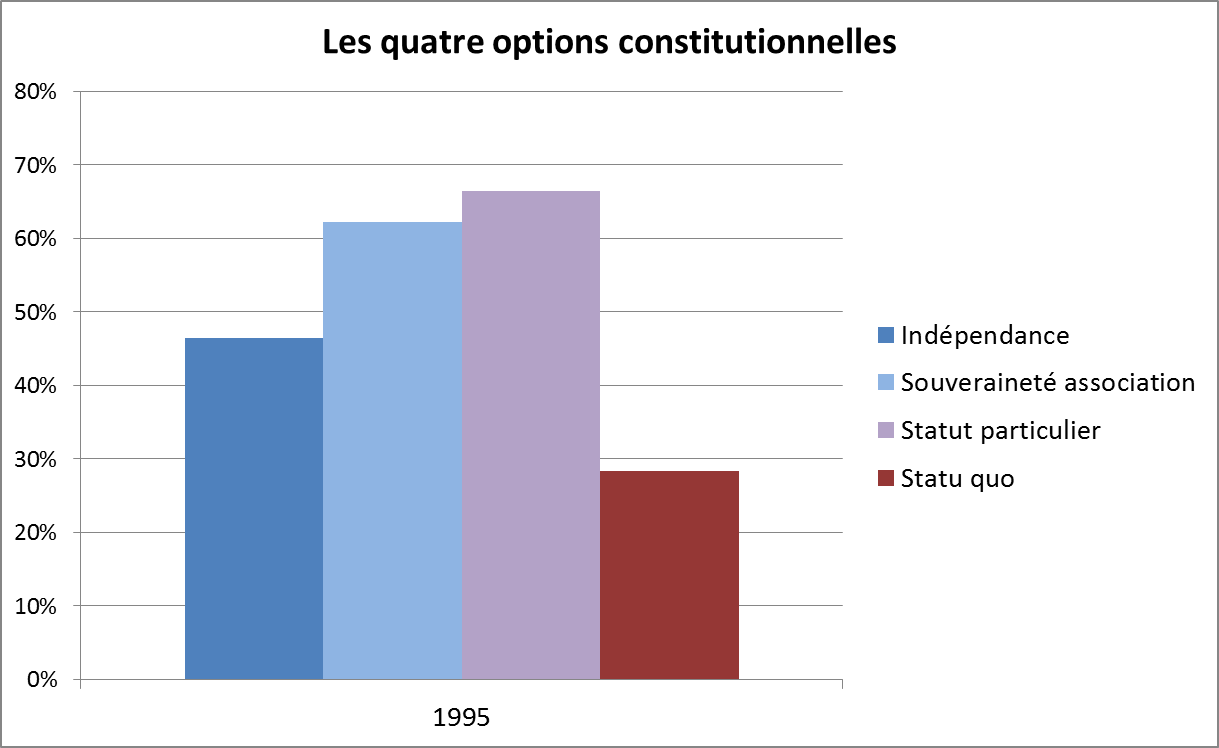 Les quatre options constitutionnelles
80%
70%
60%
50%
40%
30%
20%
10%
0%
1995
Indépendance
Souveraineté association
Statut particulier
Statu quo